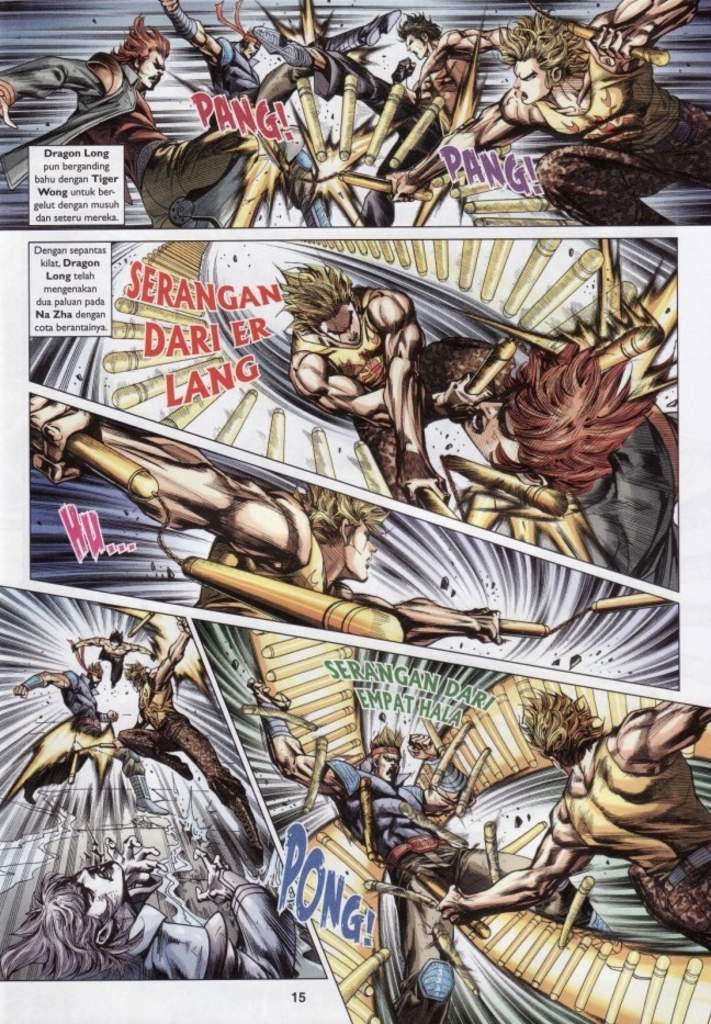 PANG!
PANG!
Dragon Long
pun berganding
bahu dengan Tiger
Wong untuk ber-
gelut dengan musuh
dan seteru mereka.
Dengan sepantas
kilat, Dragon
Long telah
mengenakan
dua paluan pada
Na Zha dengan
cota berantainya.
SERANGAN
DARI ER
LANG
HU...
SERANGAN DARI
EMPAT HALA
PONG!
15